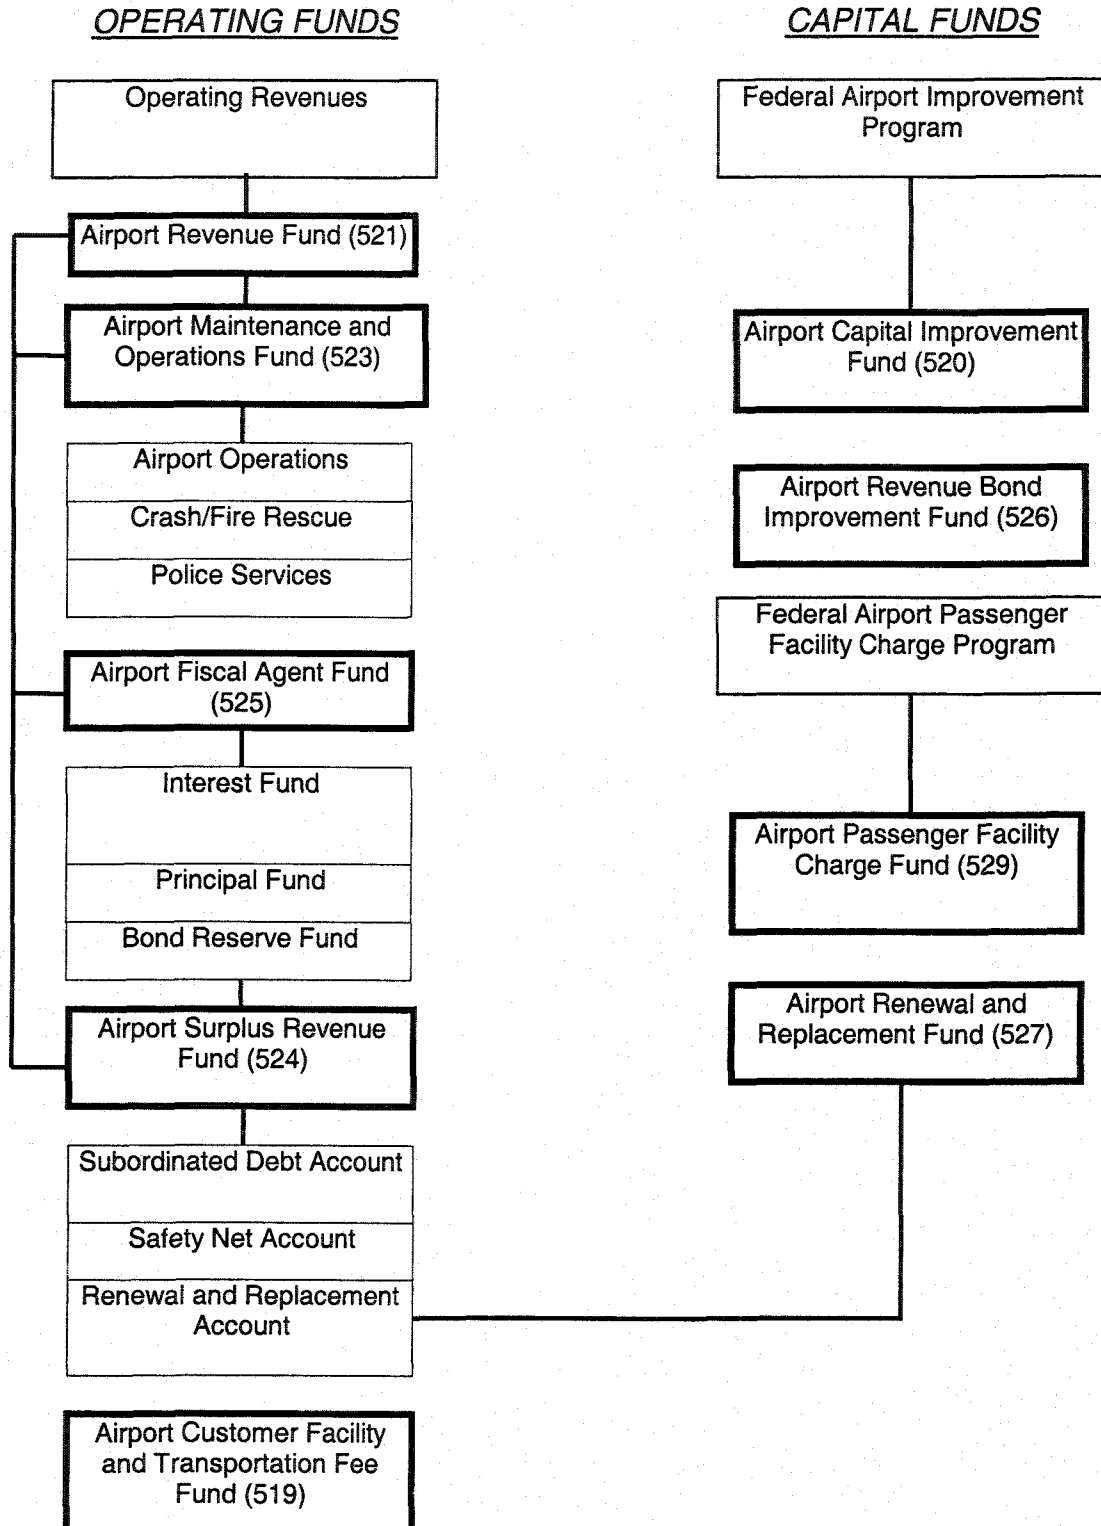 OPERATING FUNDS
Operating Revenues
Airport Revenue Fund (521)
Airport Maintenance and
Operations Fund (523)
Airport Operations
Crash/Fire Rescue
Police Services
Airport Fiscal Agent Fund
(525)
Interest Fund
Principal Fund
Bond Reserve Fund
Airport Surplus Revenue
Fund (524)
Subordinated Debt Account
Safety Net Account
Renewal and Replacement
Account
Airport Customer Facility
and Transportation Fee
Fund (519)
CAPITAL FUNDS
Federal Airport Improvement
Program
Airport Capital Improvement
Fund (520)
Airport Revenue Bond
Improvement Fund (526)
Federal Airport Passenger
Facility Charge Program
Airport Passenger Facility
Charge Fund (529)
Airport Renewal and
Replacement Fund (527)